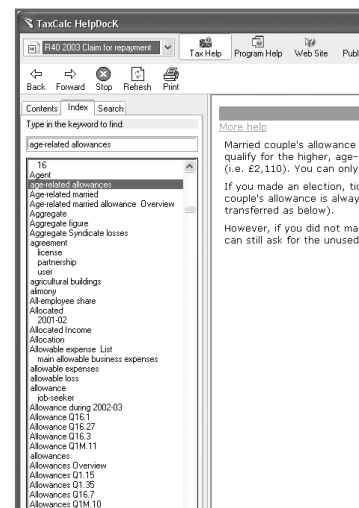 TaxCalc HelpDocK
R40 2003 Claim for repayment
Tax Help Program Help Web Site Publ
Back Forward Stop Refresh Print
Contents Index Search
Type in the keyword to find:
age-related allowances
16
Agent
age-related allowances
Age-related married
Age-related married allowance Overview
Aggregate
Aggregate figure
Aggregate Syndicate losses
agreement
license
partnership
user
agricultural buildings
alimony
All-employee share
Allocated
2001-02
Allocated Income
Allocation
Allowable expense List
main allowable business expenses
allowable expenses
allowable loss
allowance
job-seeker
Allowance during 2002-03
Allowance Q16.1
Allowance Q16.27
Allowance Q16.3
Allowance Q1M.11
allowances
Allowances Overview
Allowances Q1.15
Allowances Q1.35
Allowances Q16.7
Allowances Q1M.10
More help
Married couple's allowance
qualify for the higher, age-
(i.e. £2,110). You can only
If you made an election, tic
couple's allowance is alway
transferred as below).
However, if you did not ma
can still ask for the unused